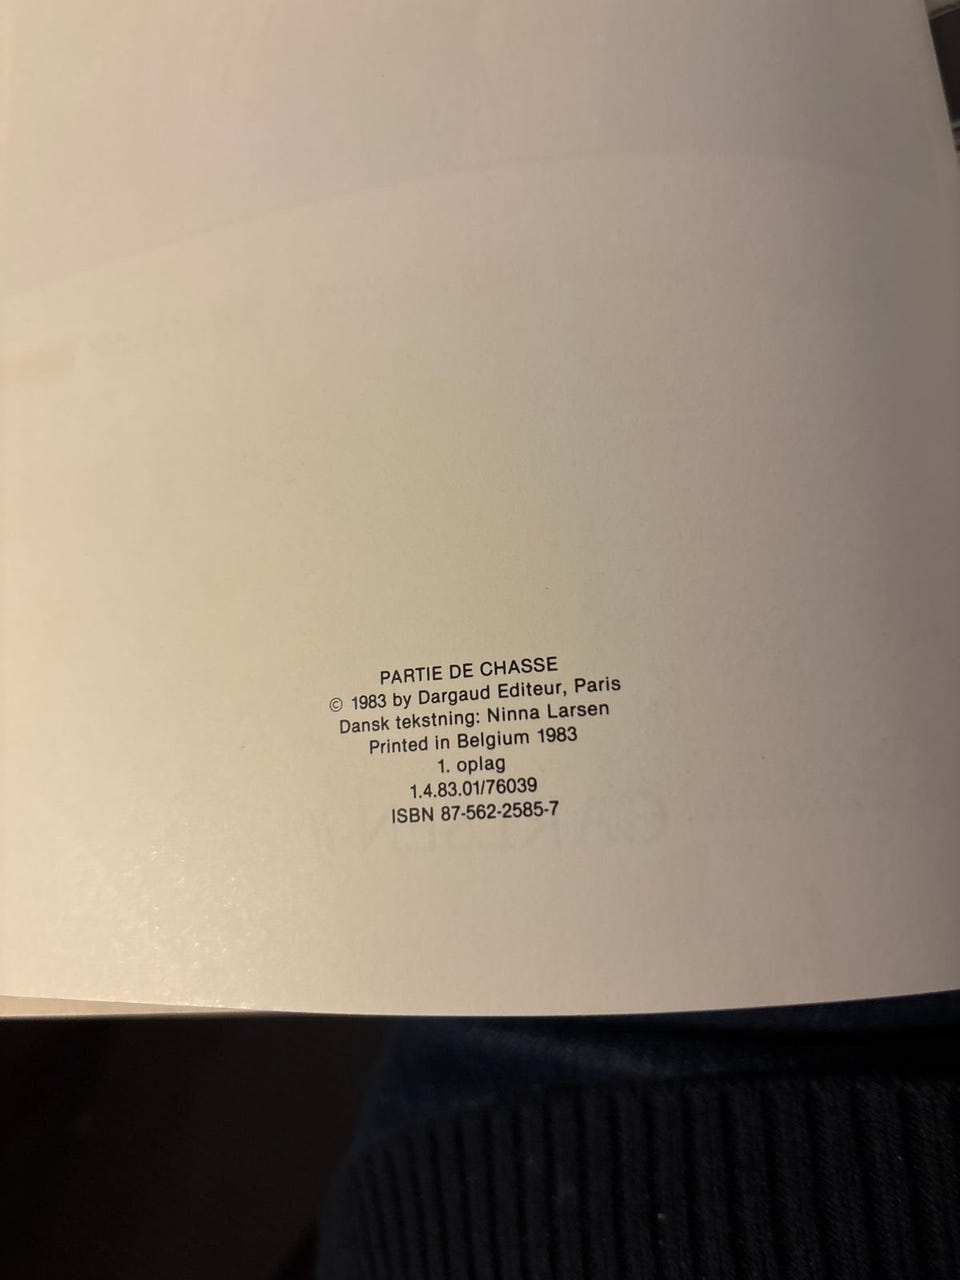 PARTIE DE CHASSE
© 1983 by Dargaud Editeur, Paris
Dansk tekstning: Ninna Larsen
Printed in Belgium 1983
1. oplag
1.4.83.01/76039
ISBN 87-562-2585-7